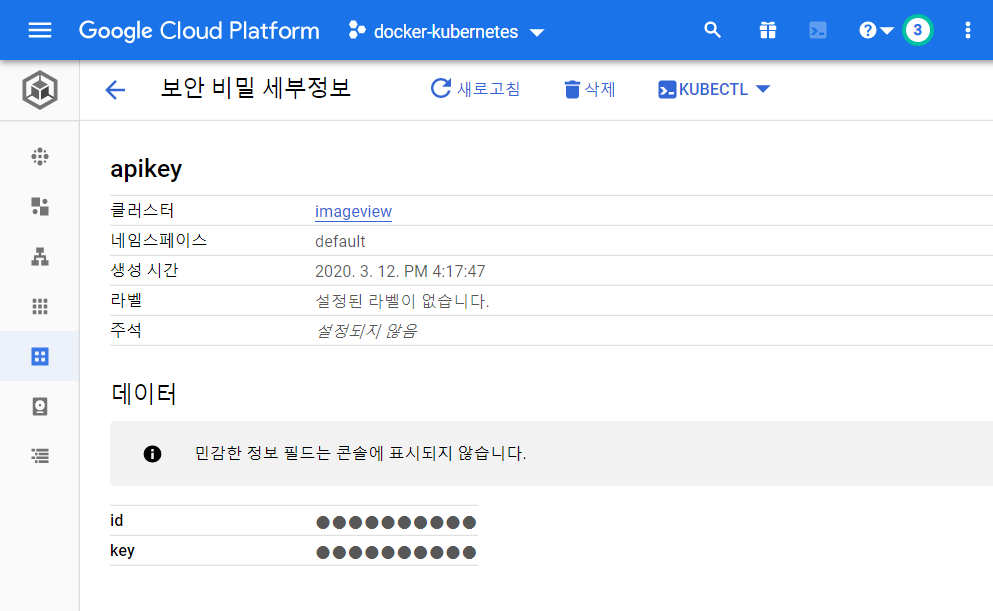 Google Cloud Platform docker-kubernetes 3
보안 비밀 세부정보 새로고침 삭제 KUBECTL
apikey
클러스터 imageview
네임스페이스 default
생성 시간 2020. 3. 12. PM 4:17:47
라벨 설정된 라벨이 없습니다.
주석 설정되지 않음
데이터
민감한 정보 필드는 콘솔에 표시되지 않습니다.
id ●●●●●●●●●●
key ●●●●●●●●●●